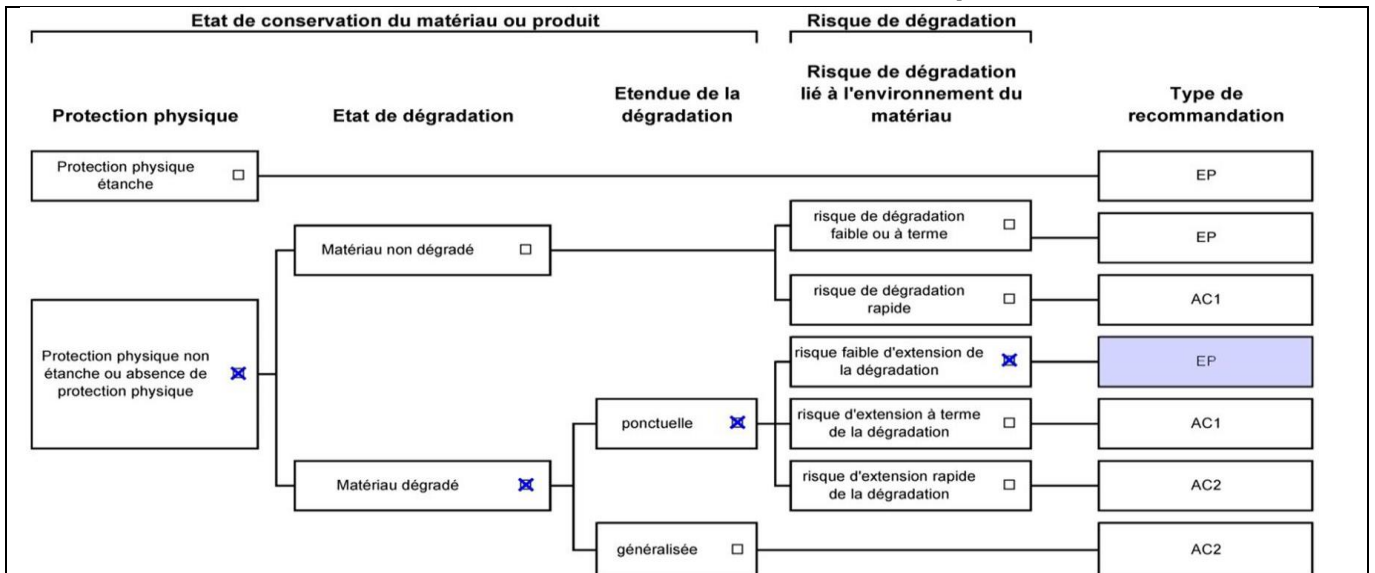 Etat de conservation du matériau ou produit
Risque de dégradation
Protection physique
Etat de dégradation
Etendue de la
dégradation
Risque de dégradation
lié à l'environnement du
matériau
Type de
recommandation
Protection physique
étanche
EP
Matériau non dégradé
risque de dégradation
faible ou à terme
EP
risque de dégradation
rapide
AC1
Protection physique non
étanche ou absence de
protection physique
risque faible d'extension de
la dégradation
EP
ponctuelle
risque d'extension à terme
de la dégradation
AC1
Matériau dégradé
risque d'extension rapide
de la dégradation
AC2
généralisée
AC2